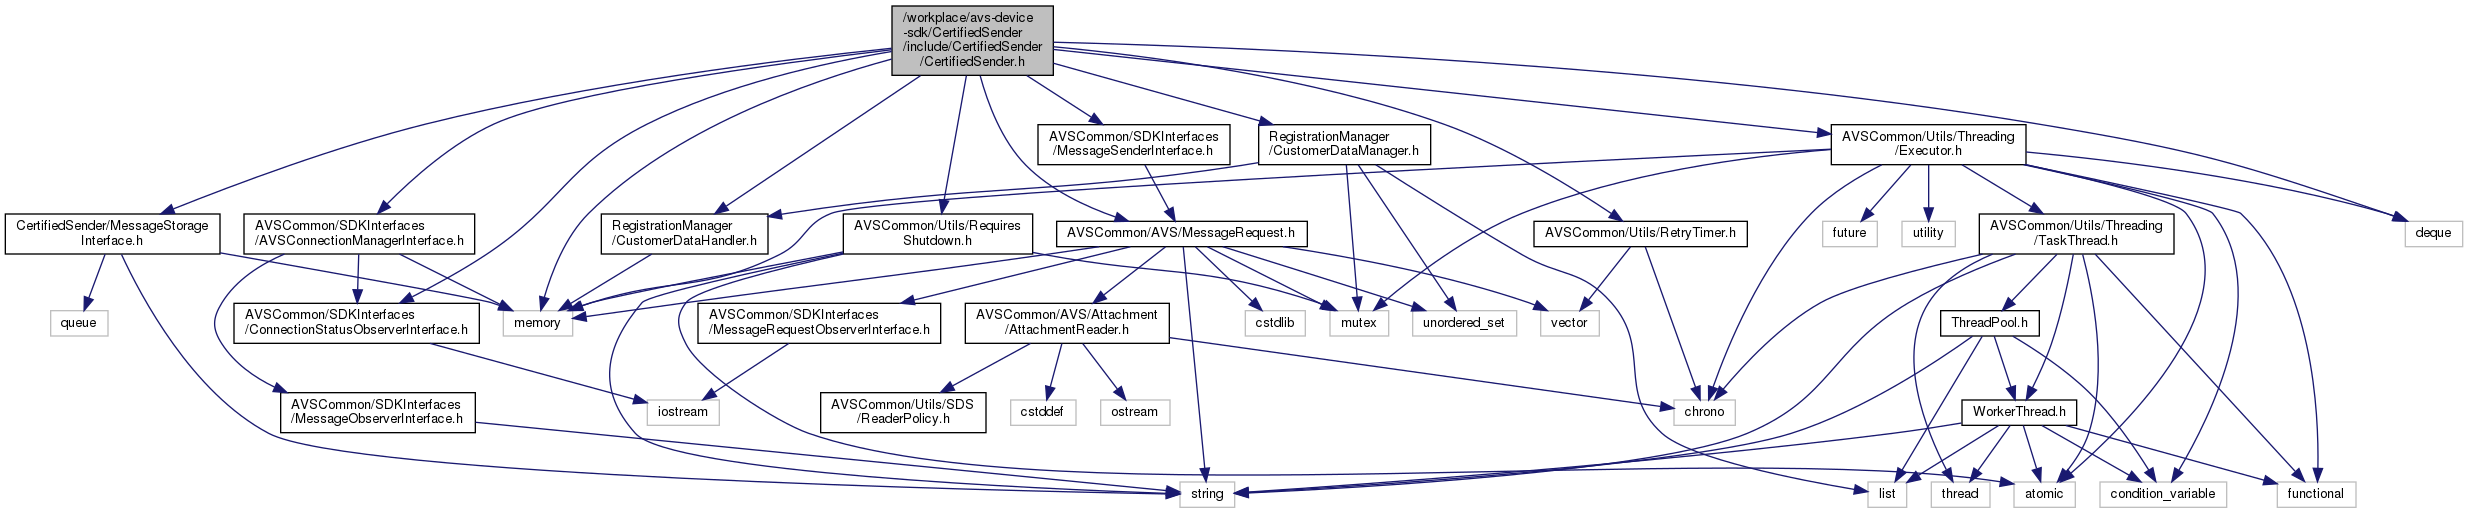 /workplace/avs-device
-sdk/CertifiedSender
/include/CertifiedSender
/CertifiedSender.h
AVSCommon/SDKInterfaces
/MessageSenderInterface.h
RegistrationManager
/CustomerDataManager.h
AVSCommon/Utils/Threading
/Executor.h
CertifiedSender/MessageStorage
Interface.h
AVSCommon/SDKInterfaces
/AVSConnectionManagerInterface.h
RegistrationManager
/CustomerDataHandler.h
AVSCommon/Utils/Requires
Shutdown.h
AVSCommon/AVS/MessageRequest.h
AVSCommon/Utils/RetryTimer.h
future
utility
AVSCommon/Utils/Threading
/TaskThread.h
deque
queue
AVSCommon/SDKInterfaces
/ConnectionStatusObserverInterface.h
memory
AVSCommon/SDKInterfaces
/MessageRequestObserverInterface.h
AVSCommon/AVS/Attachment
/AttachmentReader.h
cstdlib
mutex
unordered_set
vector
ThreadPool.h
AVSCommon/SDKInterfaces
/MessageObserverInterface.h
iostream
AVSCommon/Utils/SDS
/ReaderPolicy.h
cstddef
ostream
chrono
WorkerThread.h
string
list
thread
atomic
condition_variable
functional